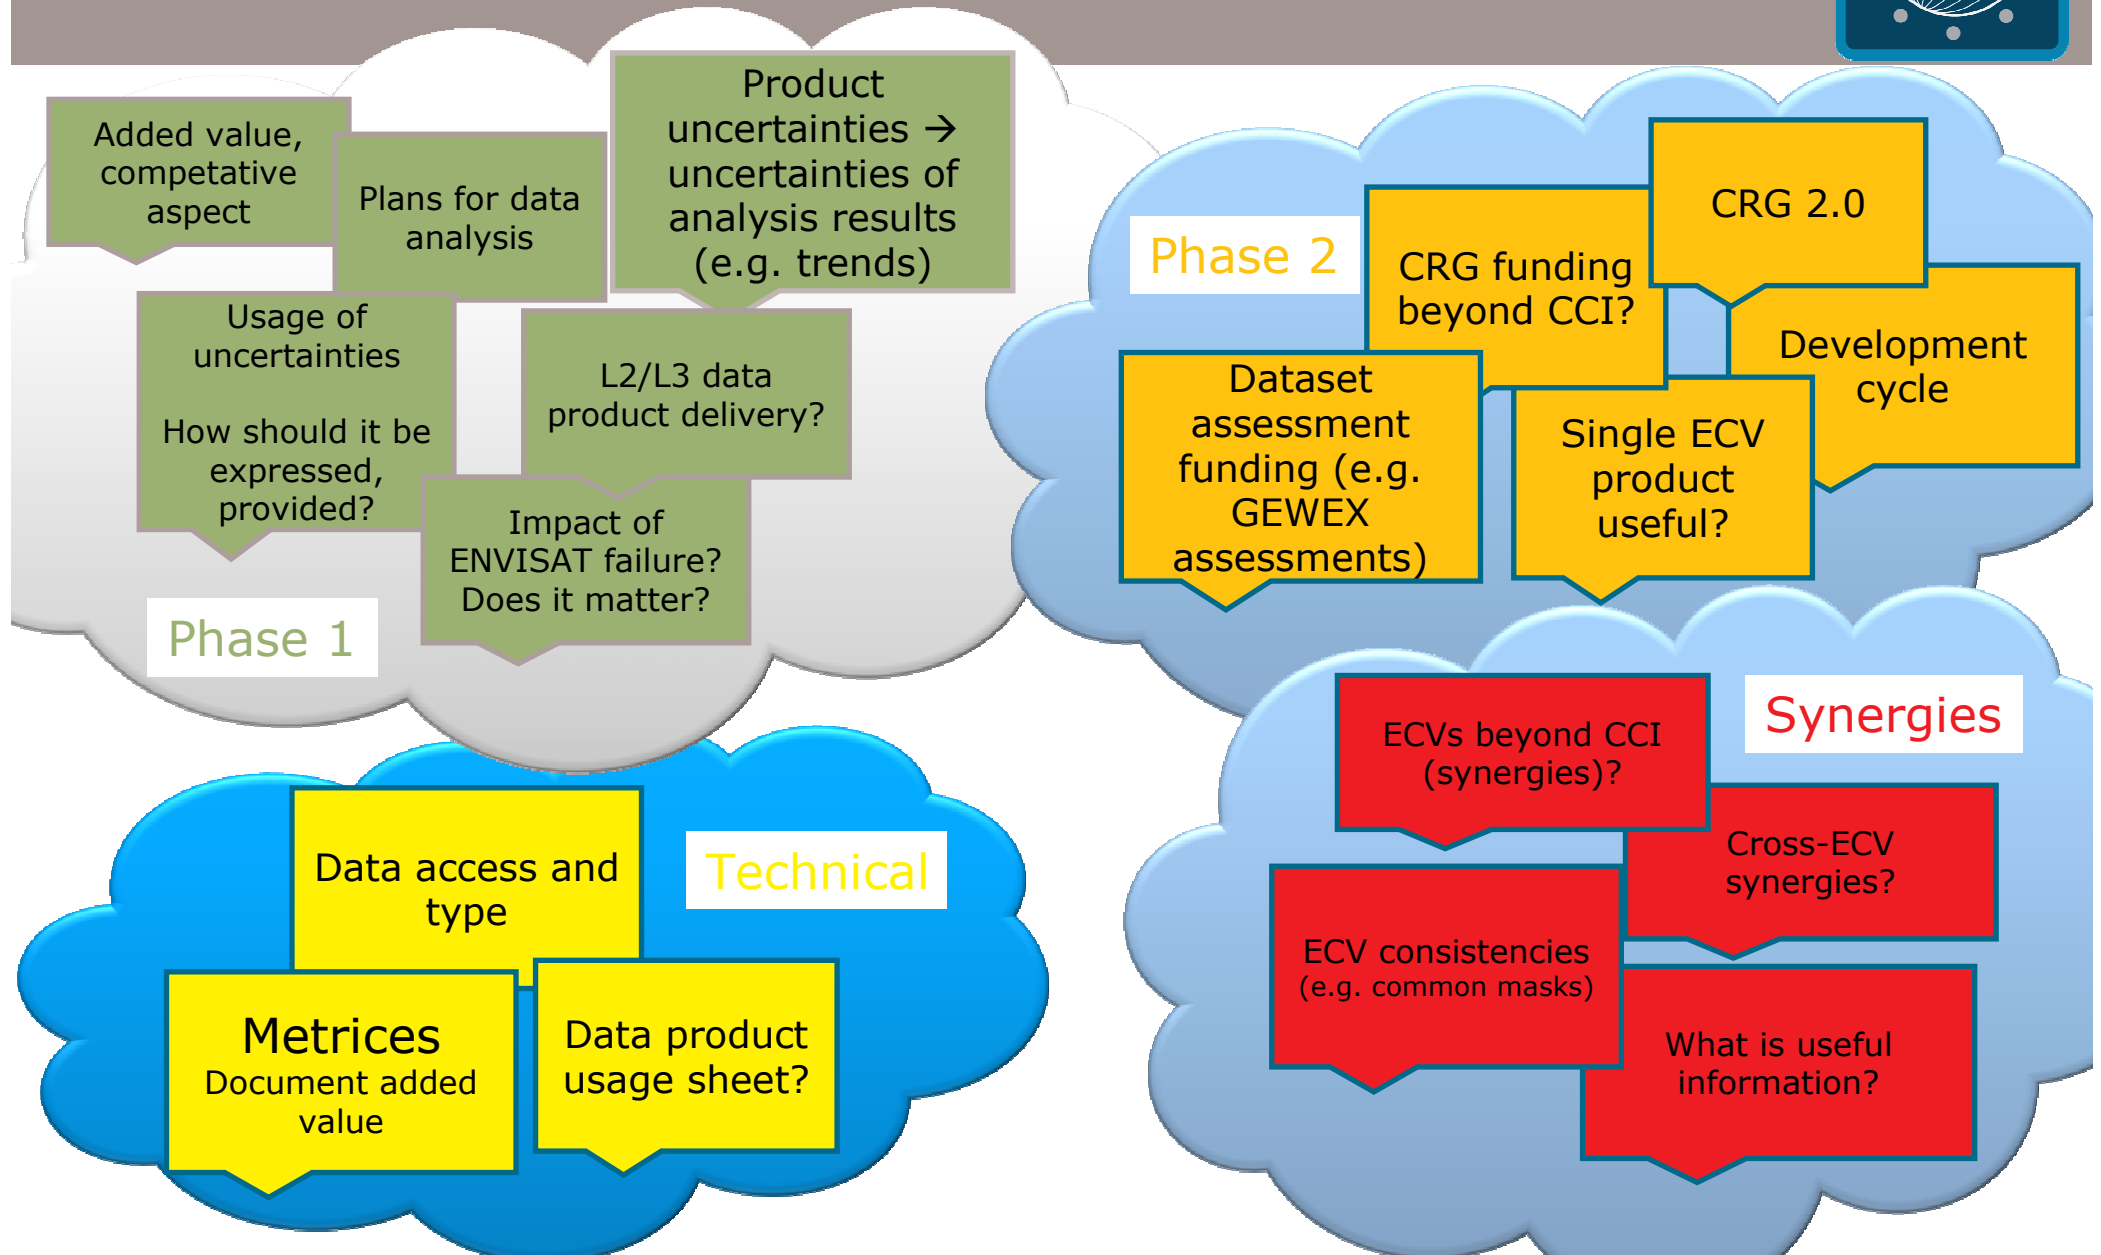 Added value,
competative
aspect
Plans for data
analysis
Product
uncertainties →
uncertainties of
analysis results
(e.g. trends)
Usage of
uncertainties
How should it be
expressed,
provided?
L2/L3 data
product delivery?
Impact of
ENVISAT failure?
Does it matter?
Phase 1
Phase 2
CRG 2.0
CRG funding
beyond CCI?
Development
cycle
Dataset
assessment
funding (e.g.
GEWEX
assessments)
Single ECV
product
useful?
Technical
Data access and
type
Metrices
Document added
value
Data product
usage sheet?
Synergies
ECVs beyond CCI
(synergies)?
Cross-ECV
synergies?
ECV consistencies
(e.g. common masks)
What is useful
information?